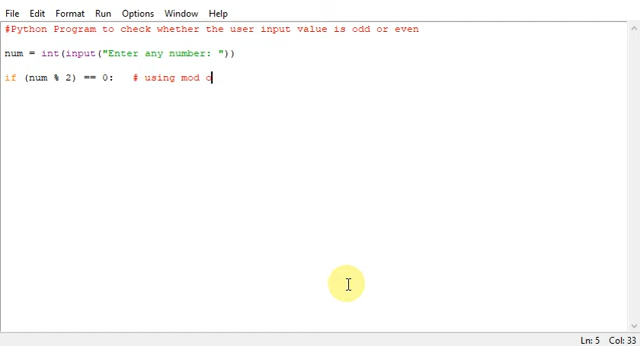 File Edit Format Run Options Window Help
#Python Program to check whether the user input value is odd or even
num = int(input("Enter any number: "))
if (num % 2) == 0:   # using mod o
Ln: 5 Col: 33